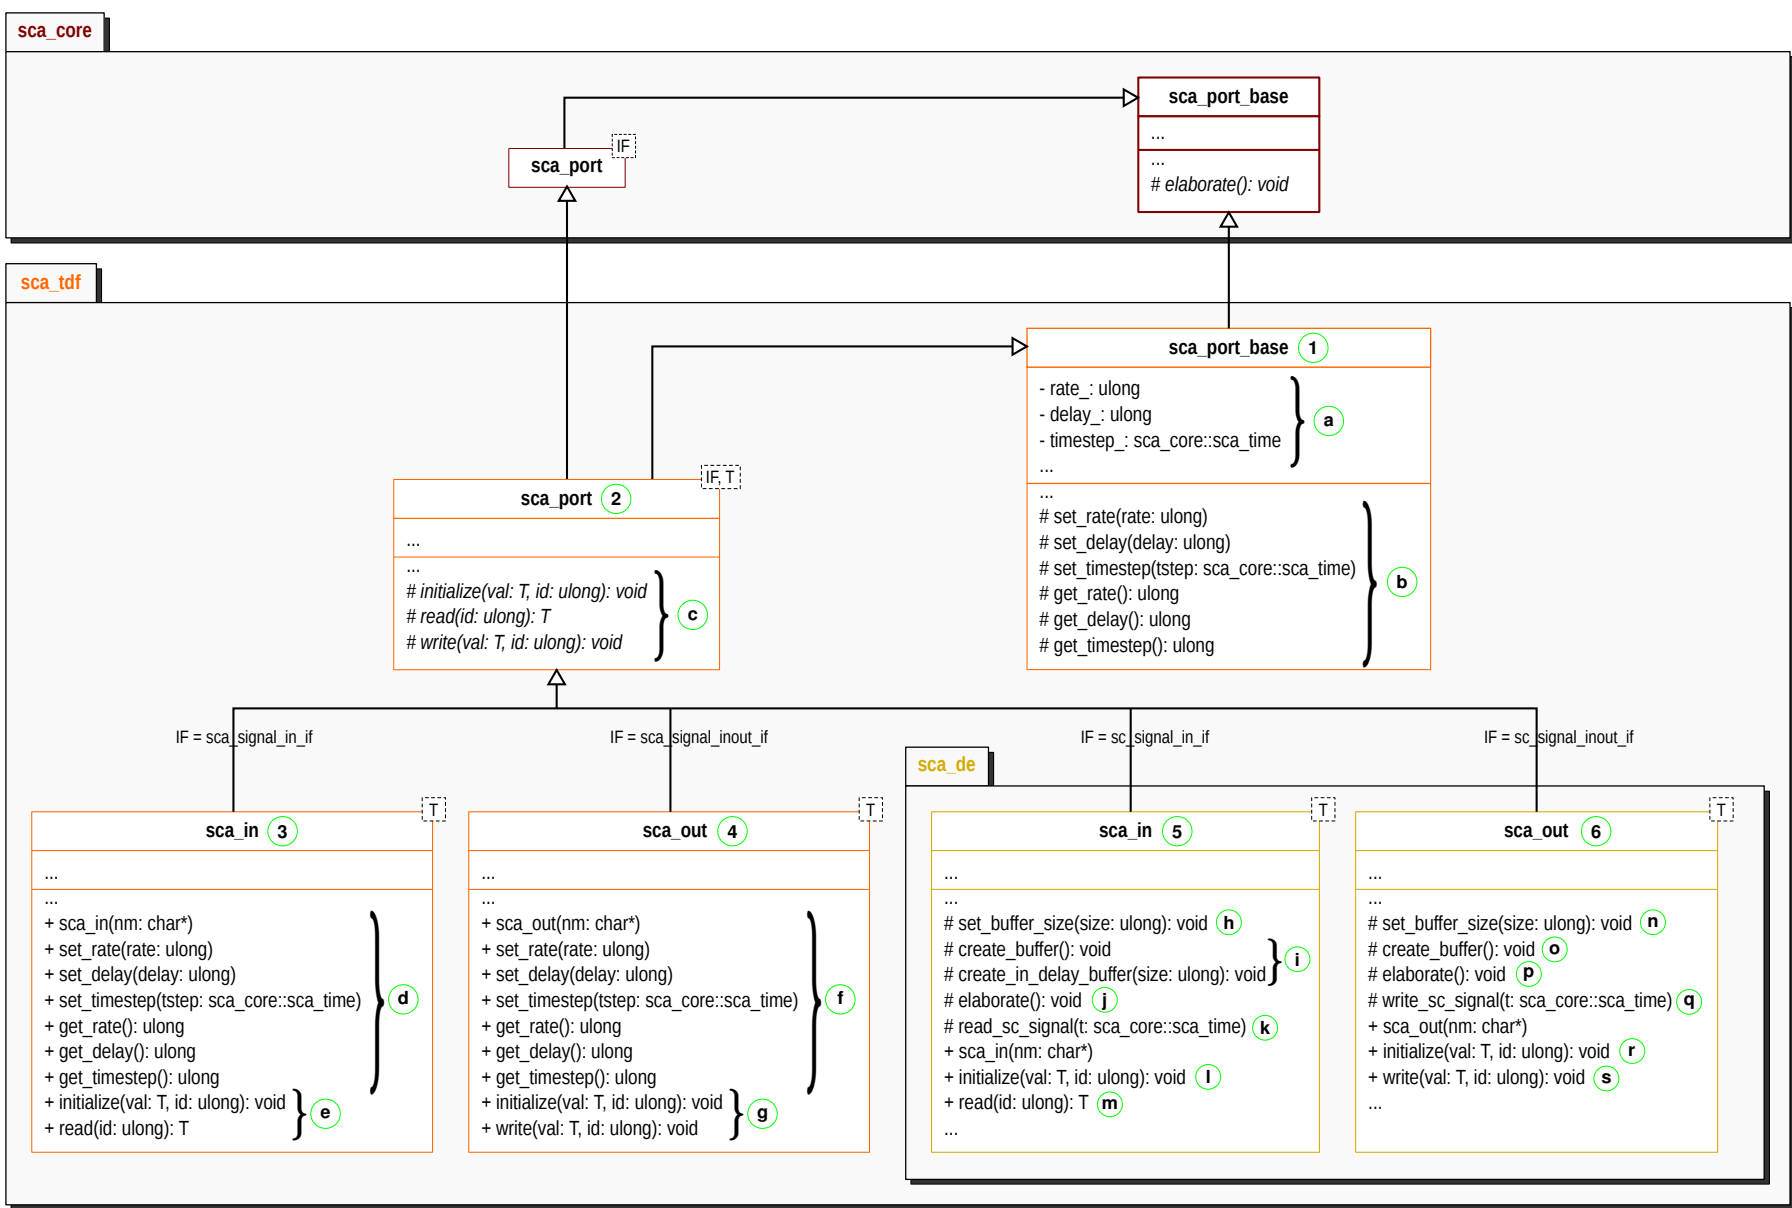 sca_core
sca_port_base
...
...
# elaborate(): void
IF
sca_port
sca_tdf
sca_port_base 1
- rate_: ulong
- delay_: ulong
- timestep_: sca_core::sca_time
...
a
...
# set_rate(rate: ulong)
# set_delay(delay: ulong)
# set_timestep(tstep: sca_core::sca_time)
# get_rate(): ulong
# get_delay(): ulong
# get_timestep(): ulong
b
IF, T
sca_port 2
...
...
# initialize(val: T, id: ulong): void
# read(id: ulong): T
# write(val: T, id: ulong): void
c
IF = sca_signal_in_if
IF = sca_signal_inout_if
IF = sc_signal_in_if
IF = sc_signal_inout_if
T
sca_in 3
...
...
+ sca_in(nm: char*)
+ set_rate(rate: ulong)
+ set_delay(delay: ulong)
+ set_timestep(tstep: sca_core::sca_time)
+ get_rate(): ulong
+ get_delay(): ulong
+ get_timestep(): ulong
d
+ initialize(val: T, id: ulong): void
+ read(id: ulong): T
e
T
sca_out 4
...
...
+ sca_out(nm: char*)
+ set_rate(rate: ulong)
+ set_delay(delay: ulong)
+ set_timestep(tstep: sca_core::sca_time)
+ get_rate(): ulong
+ get_delay(): ulong
+ get_timestep(): ulong
f
+ initialize(val: T, id: ulong): void
+ write(val: T, id: ulong): void
g
sca_de
T
sca_in 5
...
...
# set_buffer_size(size: ulong): void h
# create_buffer(): void
# create_in_delay_buffer(size: ulong): void
i
# elaborate(): void j
# read_sc_signal(t: sca_core::sca_time) k
+ sca_in(nm: char*)
+ initialize(val: T, id: ulong): void l
+ read(id: ulong): T m
...
T
sca_out 6
...
...
# set_buffer_size(size: ulong): void n
# create_buffer(): void o
# elaborate(): void p
# write_sc_signal(t: sca_core::sca_time) q
+ sca_out(nm: char*)
+ initialize(val: T, id: ulong): void r
+ write(val: T, id: ulong): void s
...